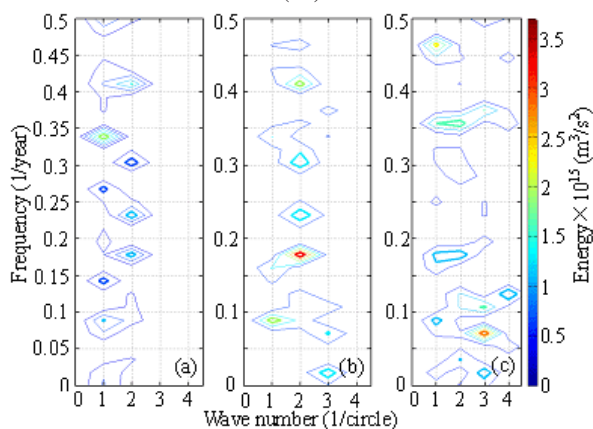 0.5 0.5 0.5
0.45 0.45
0.4 0.4 0.4
0.35
0.3 0.3 0.3
0.25
0.2 0.2 0.2
0.15
0.1 0.1 0.1
0.05
0 0 0
Frequency (1/year)
(a) (b) (c)
0 1 2 3 4 0 1 2 3 4 0 1 2 3 4
Wave number (1/circle)
3.5
3
2.5
2
1.5
1
0.5
0
Energy×10¹⁵ (m³/s²)